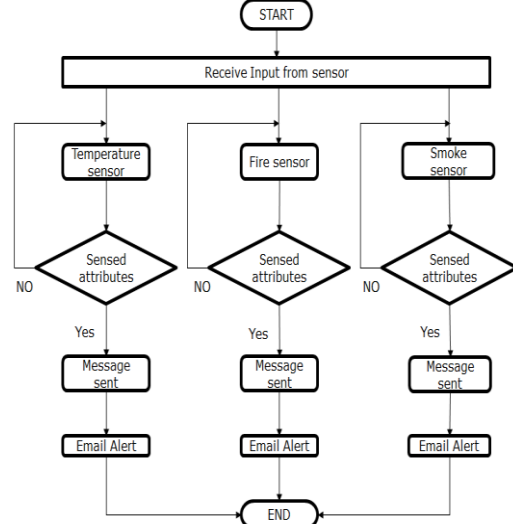 START
Receive Input from sensor
Temperature
sensor
Fire sensor
Smoke
sensor
Sensed
attributes
Sensed
attributes
Sensed
attributes
NO
NO
NO
Yes
Yes
Yes
Message
sent
Message
sent
Message
sent
Email Alert
Email Alert
Email Alert
END